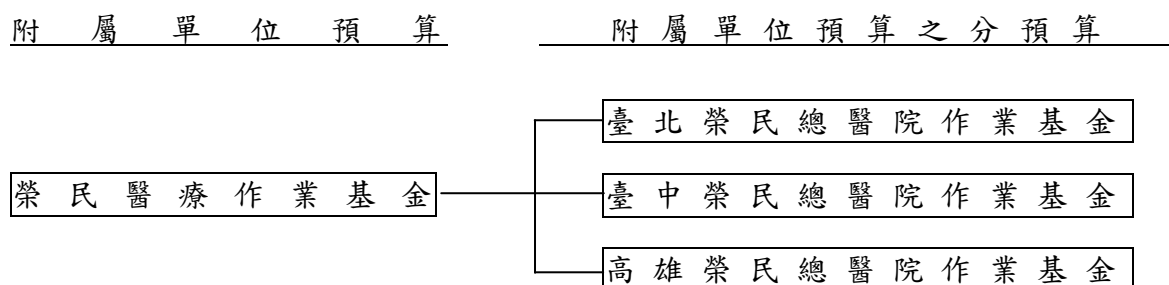 附屬單位預算
附屬單位預算之分預算
臺北榮民總醫院作業基金
榮民醫療作業基金
臺中榮民總醫院作業基金
高雄榮民總醫院作業基金